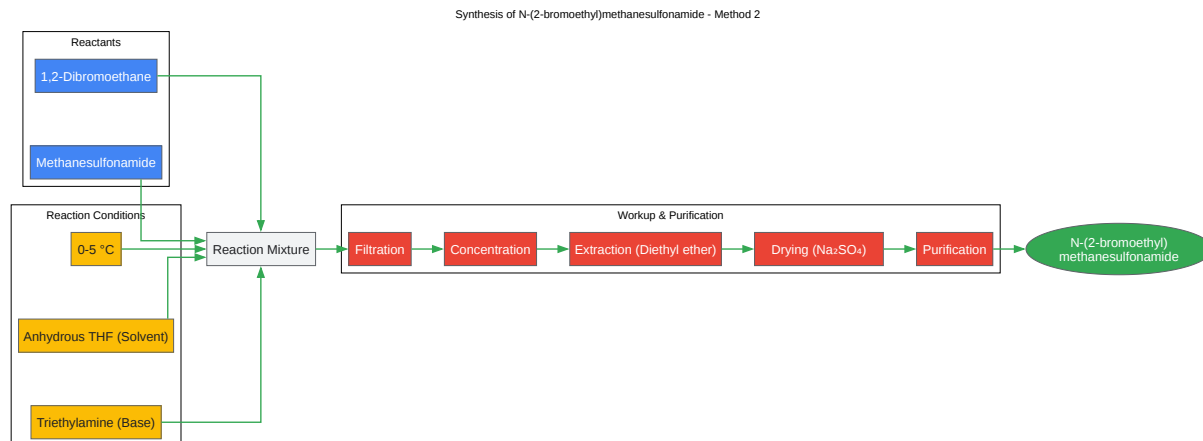 Synthesis of N-(2-bromoethyl)methanesulfonamide - Method 2
Reactants
1,2-Dibromoethane
Methanesulfonamide
Reaction Conditions
0-5 °C
Anhydrous THF (Solvent)
Triethylamine (Base)
Reaction Mixture
Workup & Purification
Filtration
Concentration
Extraction (Diethyl ether)
Drying (Na₂SO₄)
Purification
N-(2-bromoethyl)
methanesulfonamide